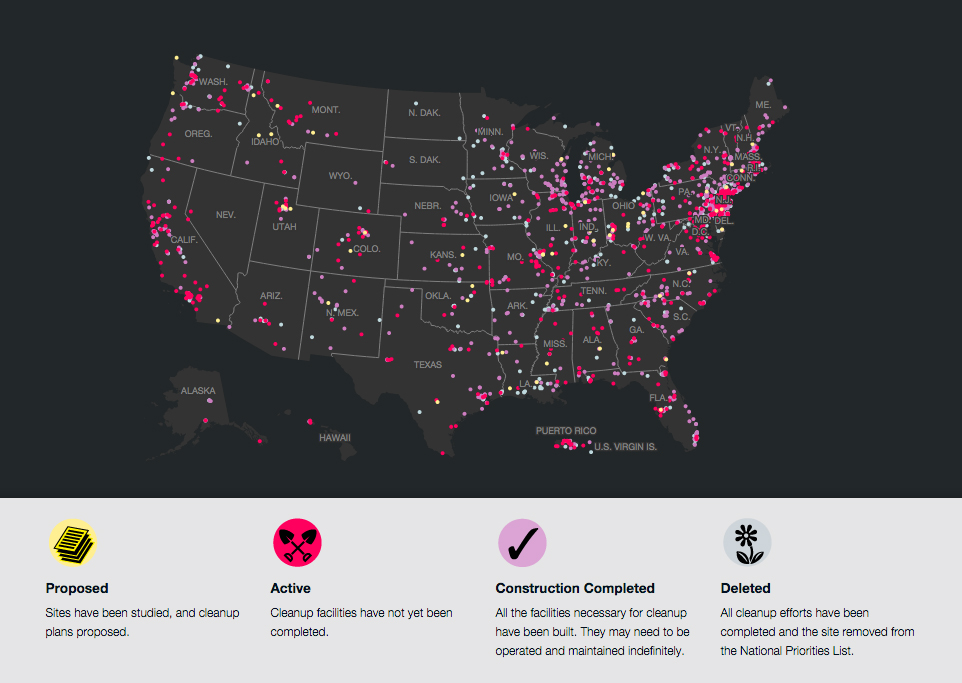 WASH.
MONT.
N. DAK.
MINN.
ME.
VT.
N.H.
OREG.
IDAHO
S. DAK.
WIS.
MICH.
N.Y.
MASS.
R.I.
CONN.
WYO.
IOWA
PA.
NEBR.
OHIO
N.J.
NEV.
UTAH
ILL.
IND.
MD.
DEL.
D.C.
CALIF.
COLO.
KANS.
MO.
W. VA.
VA.
KY.
ARIZ.
N. MEX.
OKLA.
ARK.
TENN.
N.C.
S.C.
MISS.
ALA.
GA.
TEXAS
LA.
FLA.
ALASKA
HAWAII
PUERTO RICO
U.S. VIRGIN IS.
Proposed
Sites have been studied, and cleanup
plans proposed.
Active
Cleanup facilities have not yet been
completed.
Construction Completed
All the facilities necessary for cleanup
have been built. They may need to be
operated and maintained indefinitely.
Deleted
All cleanup efforts have been
completed and the site removed from
the National Priorities List.